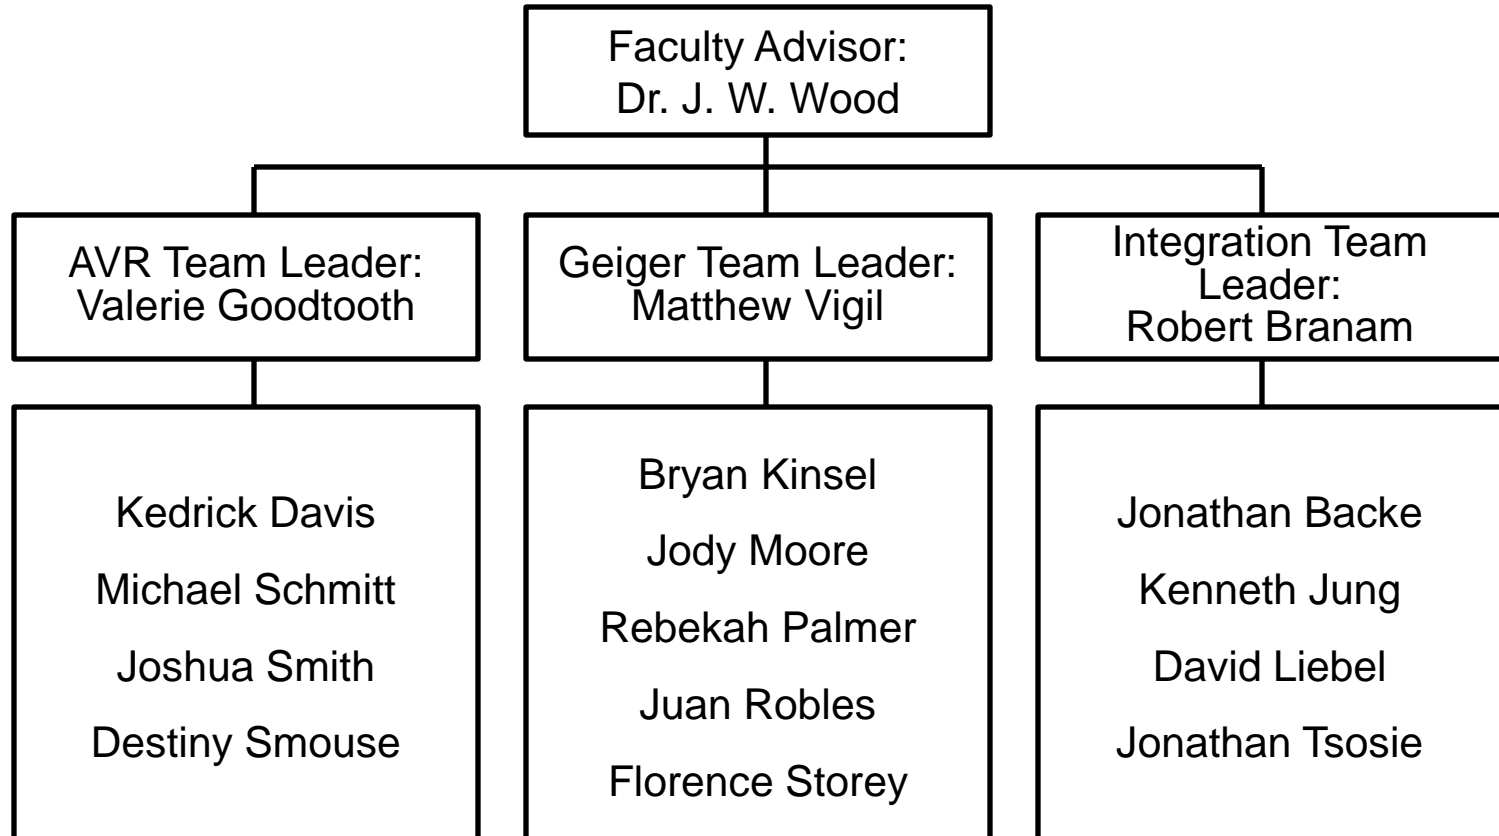 Faculty Advisor:
Dr. J. W. Wood
AVR Team Leader:
Valerie Goodtooth
Geiger Team Leader:
Matthew Vigil
Integration Team
Leader:
Robert Branam
Kedrick Davis
Michael Schmitt
Joshua Smith
Destiny Smouse
Bryan Kinsel
Jody Moore
Rebekah Palmer
Juan Robles
Florence Storey
Jonathan Backe
Kenneth Jung
David Liebel
Jonathan Tsosie